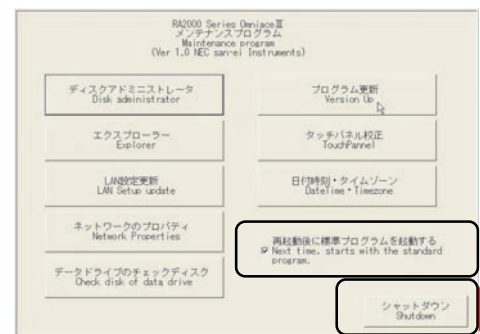 RA2000 Series OmniaceⅡ
メンテナンスプログラム
Maintenance program
(Ver 1.0 NEC san-ei Instruments)
ディスクアドミニストレータ
Disk administrator
プログラム更新
Version Up
エクスプローラー
Explorer
タッチパネル校正
TouchPannel
LAN設定更新
LAN Setup update
日付時刻・タイムゾーン
DateTime・Timezone
ネットワークのプロパティ
Network Properties
再起動後に標準プログラムを起動する
Next time, starts with the standard
program.
データドライブのチェックディスク
Check disk of data drive
シャットダウン
Shutdown